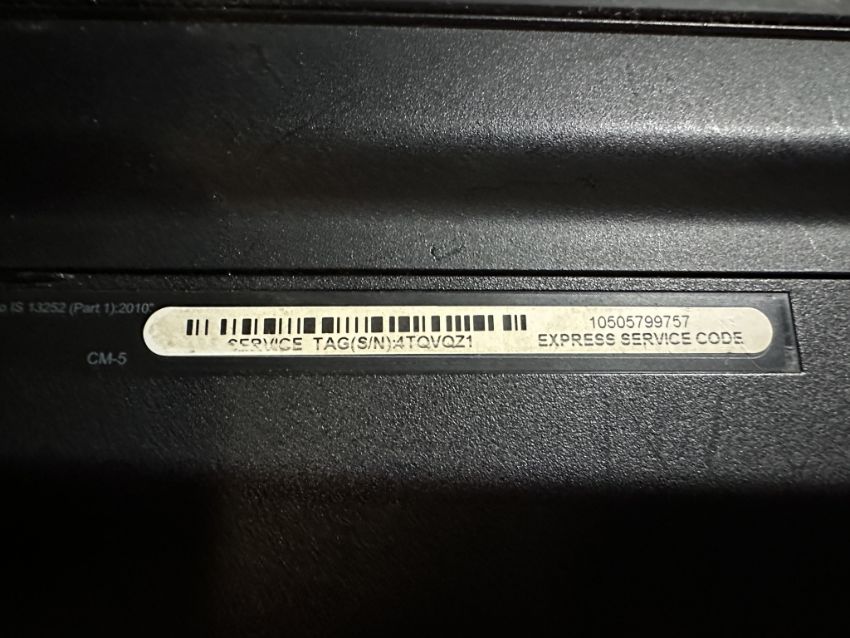 IS 13252 (Part 1):2010"
10505799757
SERVICE TAG(S/N):4TQVQZ1 EXPRESS SERVICE CODE
CM-5